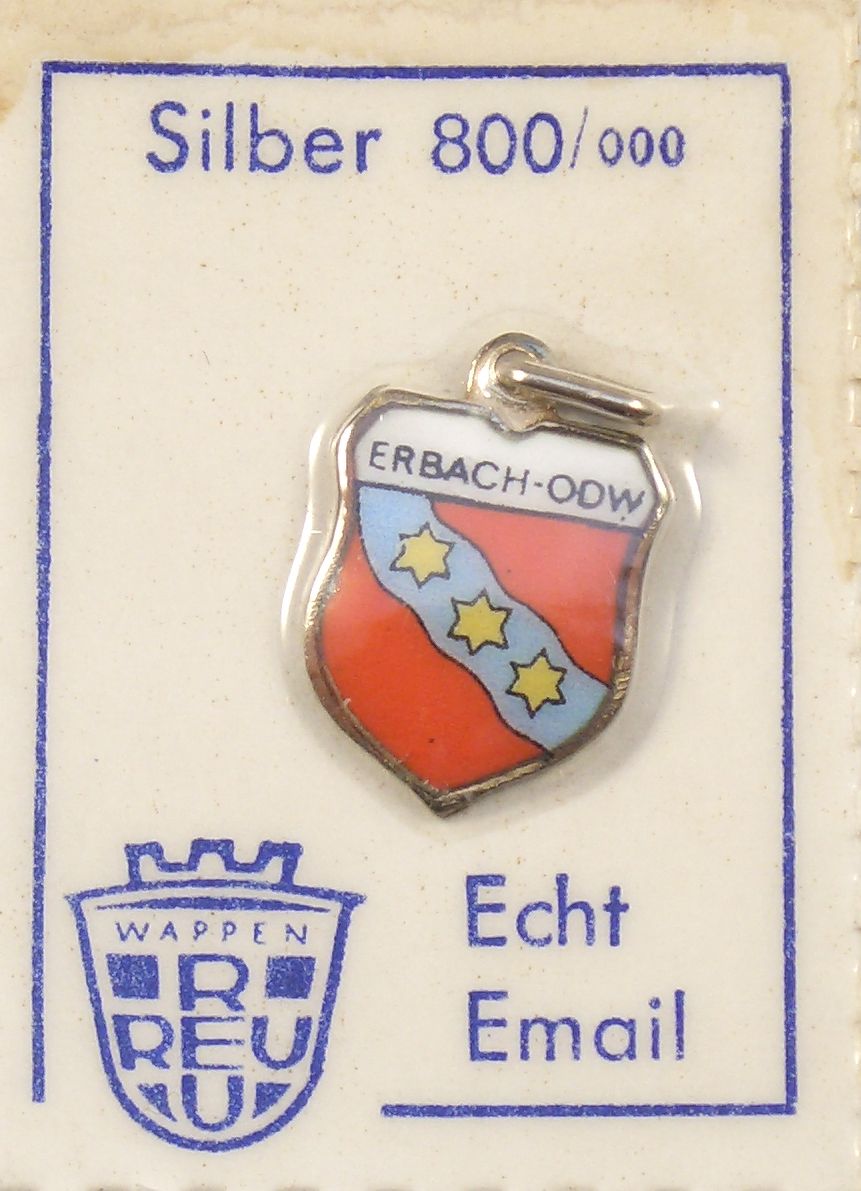 Silber 800/000
ERBACH-ODW
WAPPEN
R
REU
U
Echt
Email